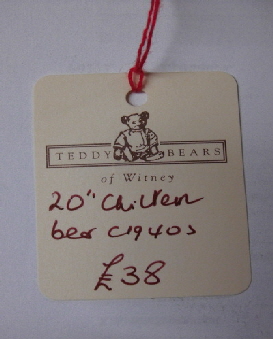 TEDDY BEARS
of Witney
20" Chiltern
bear c1940s
£38